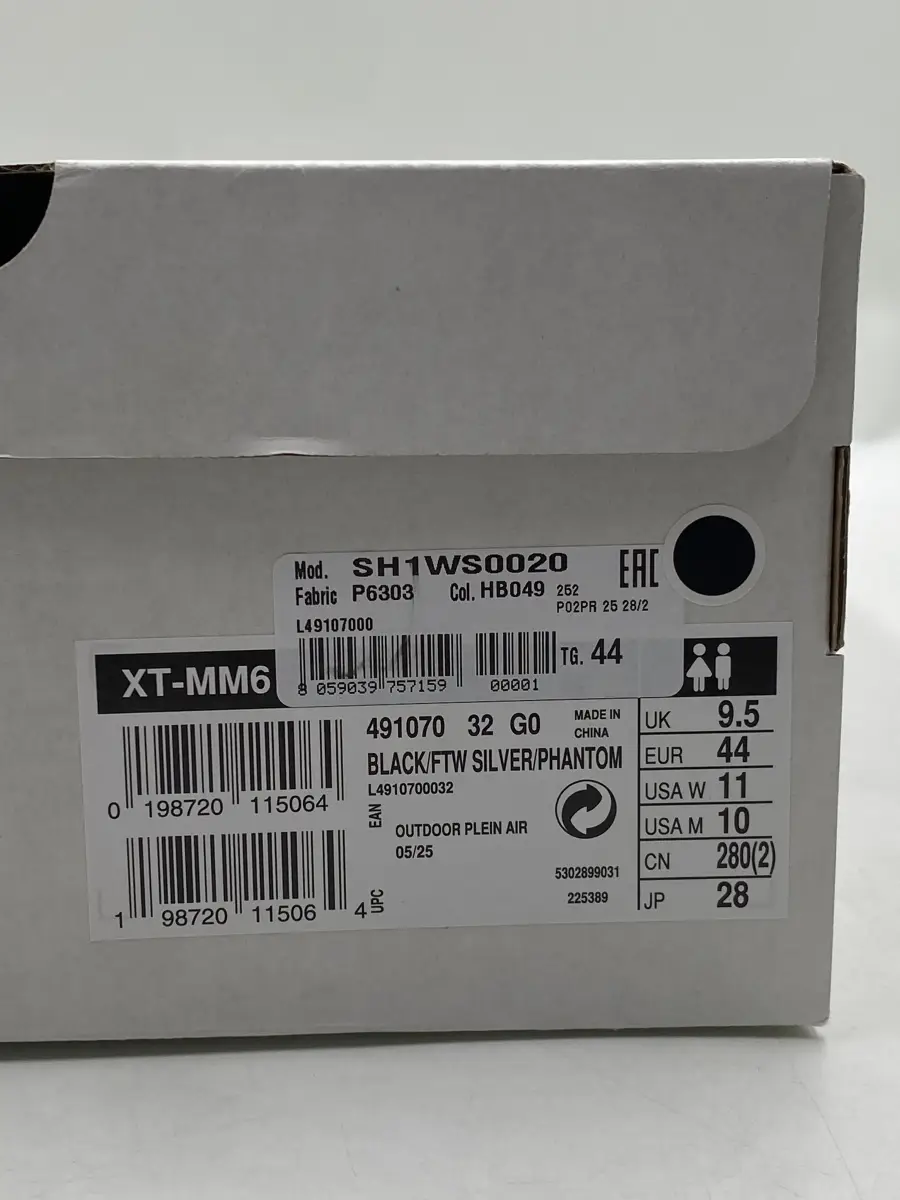 Mod. SH1WS0020
EAC
Fabric P6303 Col. HB049 252
P02PR 25 28/2
L49107000
8 059039 757159
00001
TG. 44
XT-MM6
491070 32 G0
MADE IN
CHINA
BLACK/FTW SILVER/PHANTOM
L4910700032
0 198720 115064
EAN
OUTDOOR PLEIN AIR
05/25
5302899031
225389
1 98720 11506 4
UPC
UK 9.5
EUR 44
USA W 11
USA M 10
CN 280(2)
JP 28